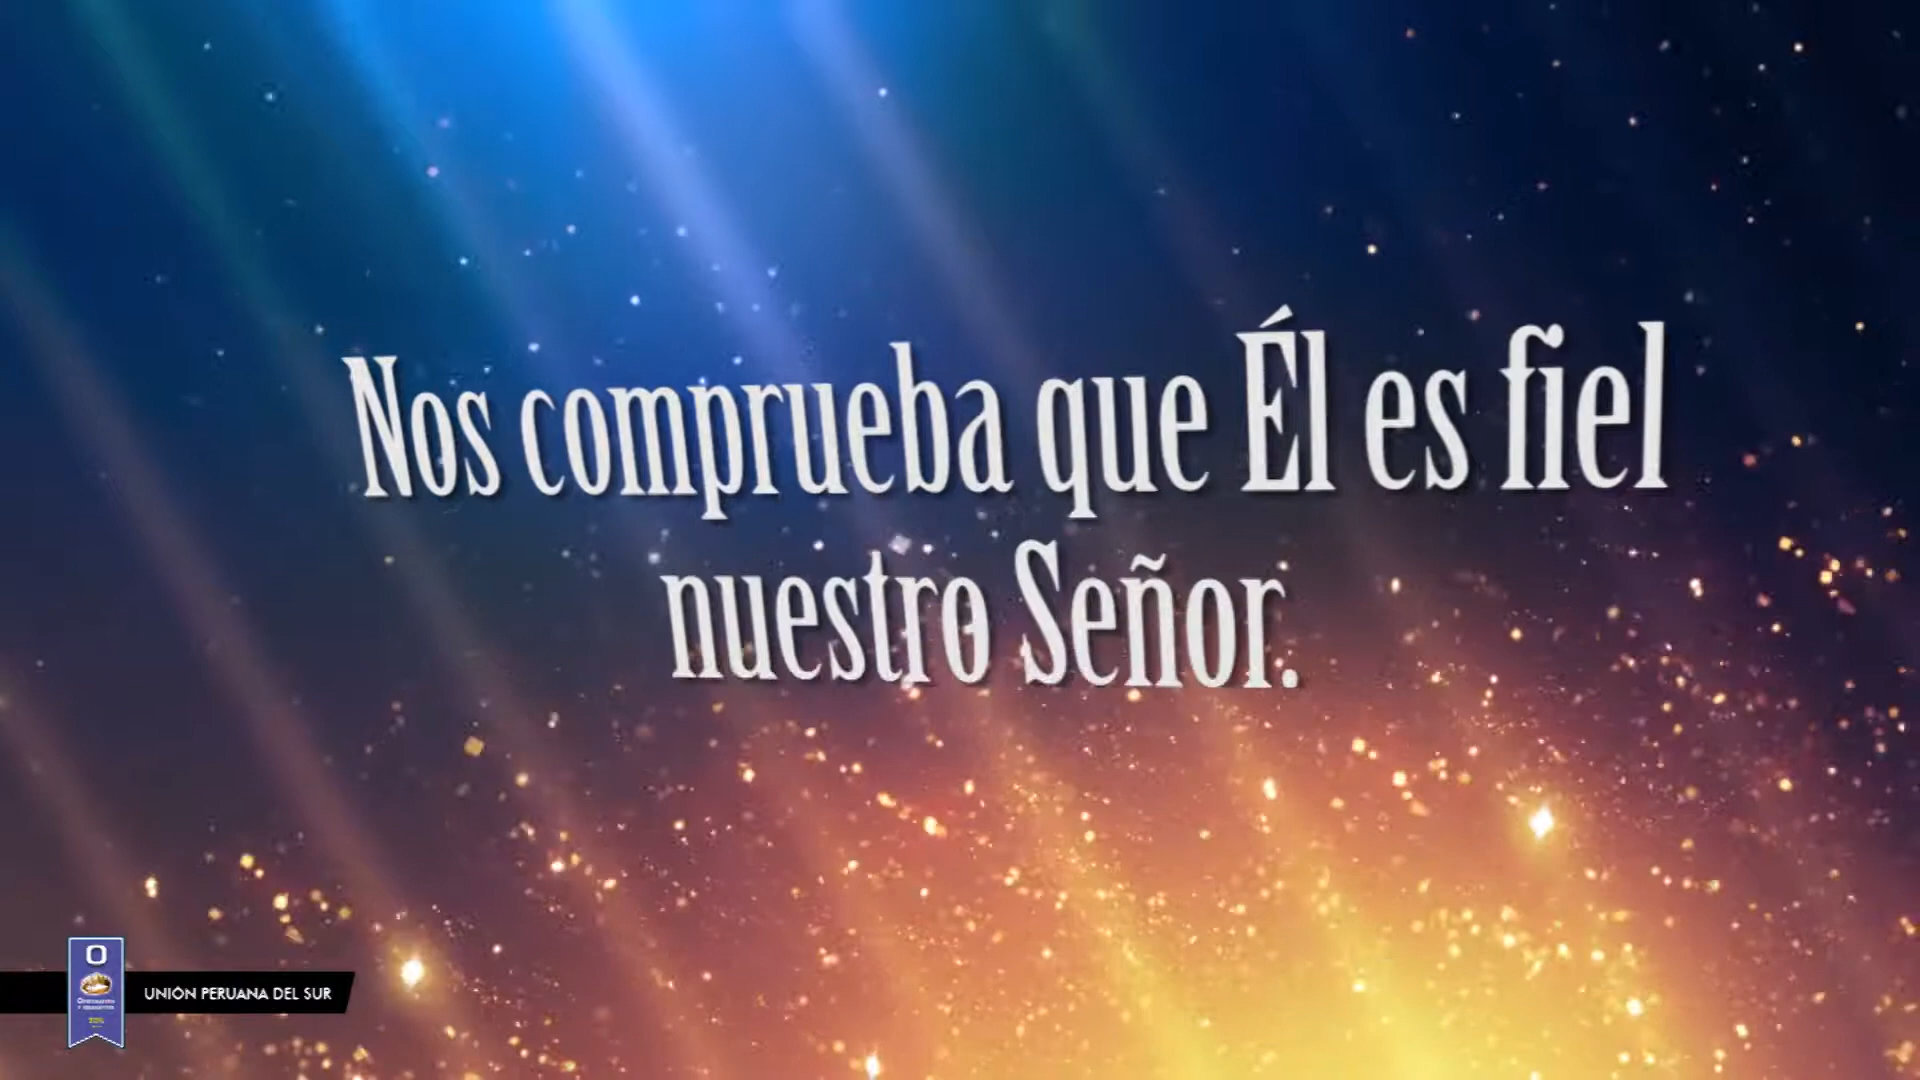 Nos comprueba que Él es fiel
nuestro Señor.
O
UNIÓN PERUANA DEL SUR